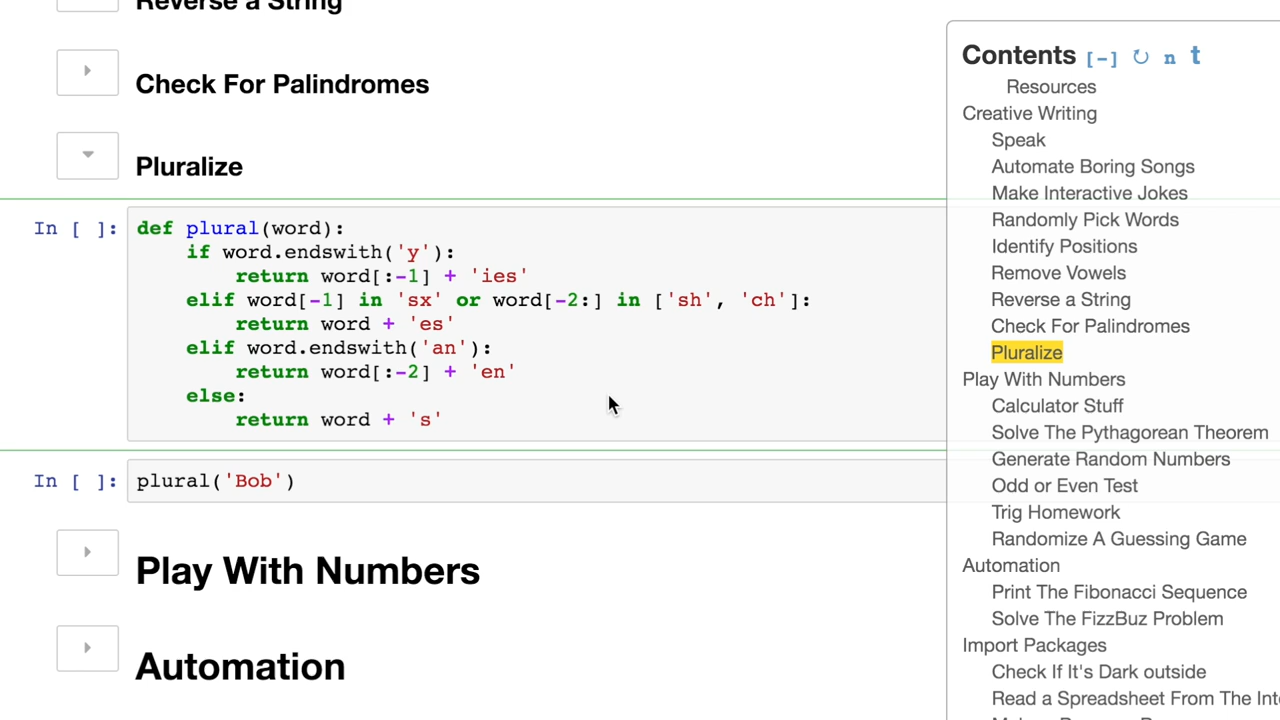 Reverse a String
Check For Palindromes
Pluralize
In [ ]:
def plural(word):
    if word.endswith('y'):
        return word[:-1] + 'ies'
    elif word[-1] in 'sx' or word[-2:] in ['sh', 'ch']:
        return word + 'es'
    elif word.endswith('an'):
        return word[:-2] + 'en'
    else:
        return word + 's'
In [ ]:
plural('Bob')
Play With Numbers
Automation
Contents [-] ↻ n t
Resources
Creative Writing
Speak
Automate Boring Songs
Make Interactive Jokes
Randomly Pick Words
Identify Positions
Remove Vowels
Reverse a String
Check For Palindromes
Pluralize
Play With Numbers
Calculator Stuff
Solve The Pythagorean Theorem
Generate Random Numbers
Odd or Even Test
Trig Homework
Randomize A Guessing Game
Automation
Print The Fibonacci Sequence
Solve The FizzBuz Problem
Import Packages
Check If It's Dark outside
Read a Spreadsheet From The Int